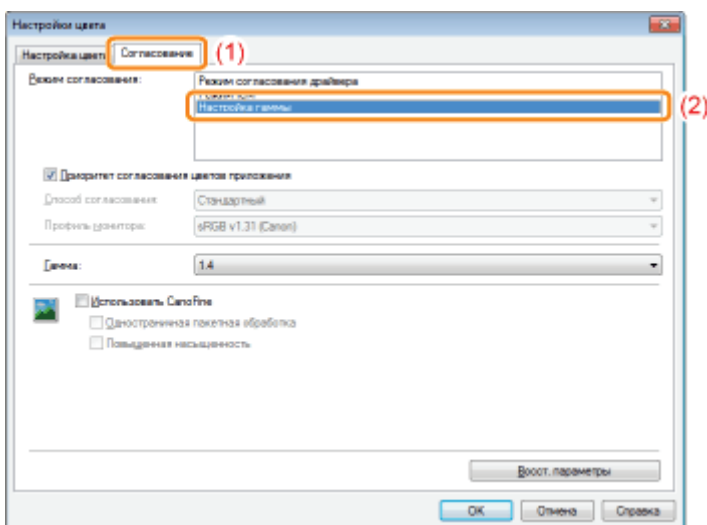 Настройки цвета
Настройка цвета Согласование (1)
Режим согласования: Режим согласования драйвера
Настройка гаммы (2)
Приоритет согласования цветов приложения
Способ согласования: Стандартный
Профиль монитора: sRGB v1.31 (Canon)
Гамма: 1.4
Использовать Canofine
Одностраничная пакетная обработка
Повышенная насыщенность
Восст. параметры
OK Отмена Справка